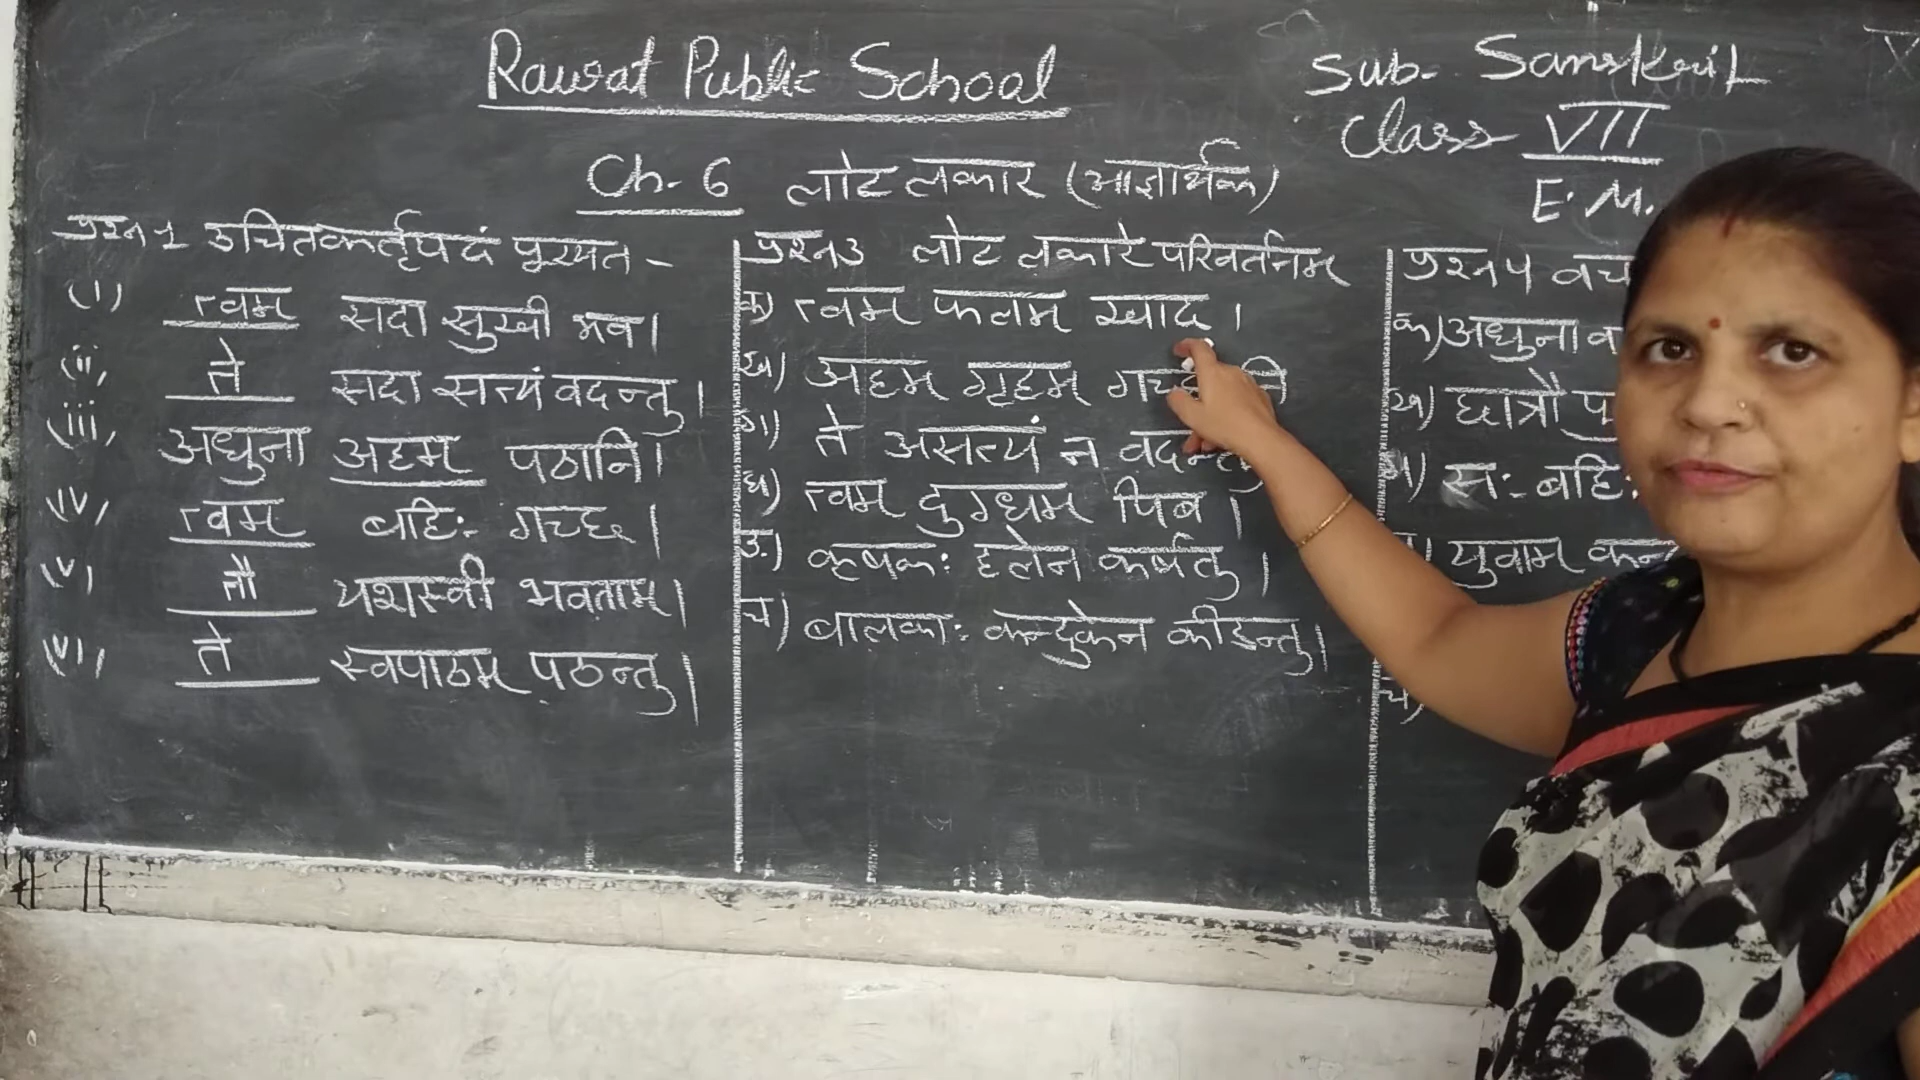 Rawat Public School
Sub- Sanskrit
Class VII
E.M.
Ch-6 लोट लकार (आज्ञार्थक)
प्रश्न 1 उचितकर्तृपदं पूरयत -
(i) त्वम सदा सुखी भव।
(ii) ते सदा सत्यं वदन्तु।
(iii) अधुना अहम पठानि।
(iv) त्वम बहिः गच्छ।
(v) तौ यशस्वी भवताम्।
(vi) ते स्वपाठम् पठन्तु।
प्रश्न 3 लोट लकारे परिवर्तनम्
क) त्वम फलम खाद।
ख) अहम् गृहम्
ग) ते असत्यं न वदन्तु
घ) त्वम दुग्धम पिब।
ङ) कृषकः हलेन कर्षतु।
च) बालकाः कन्दुकेन कीडन्तु।
प्रश्न 4
क) अधुना
ख) छात्रौ
ग) सः बहिः
युवाम
च)